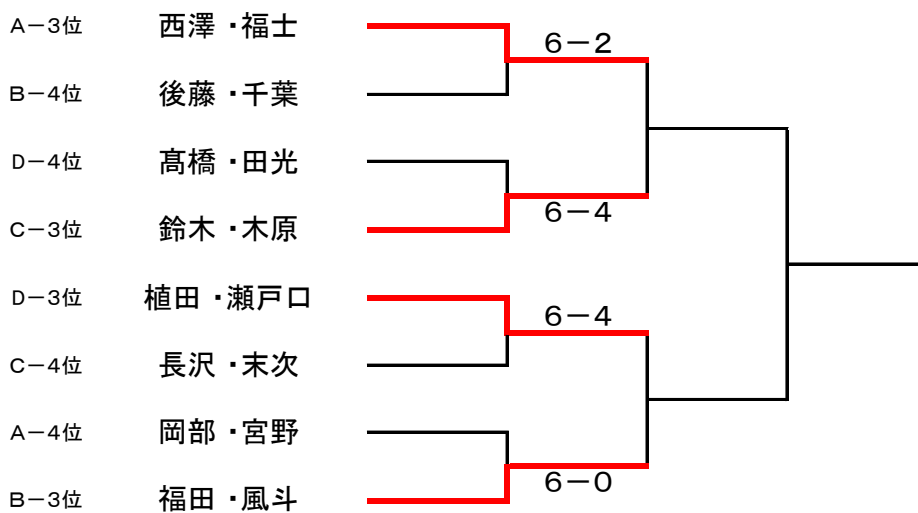 A－3位 西澤・福士
6－2
B－4位 後藤・千葉
D－4位 髙橋・田光
6－4
C－3位 鈴木・木原
D－3位 植田・瀬戸口
6－4
C－4位 長沢・末次
A－4位 岡部・宮野
6－0
B－3位 福田・風斗